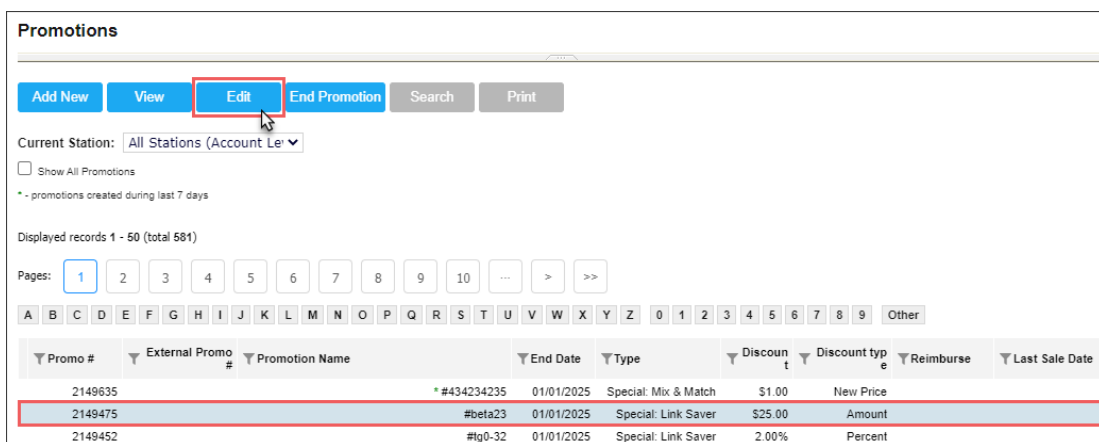 Promotions
Add New View Edit End Promotion Search Print
Current Station: All Stations (Account Le
Show All Promotions
* - promotions created during last 7 days
Displayed records 1 - 50 (total 581)
Pages: 1 2 3 4 5 6 7 8 9 10 ... > >>
A B C D E F G H I J K L M N O P Q R S T U V W X Y Z 0 1 2 3 4 5 6 7 8 9 Other
Promo # External Promo # Promotion Name End Date Type Discount Discount type Reimburse Last Sale Date
2149635 * #434234235 01/01/2025 Special: Mix & Match $1.00 New Price
2149475 #beta23 01/01/2025 Special: Link Saver $25.00 Amount
2149452 #tg0-32 01/01/2025 Special: Link Saver 2.00% Percent